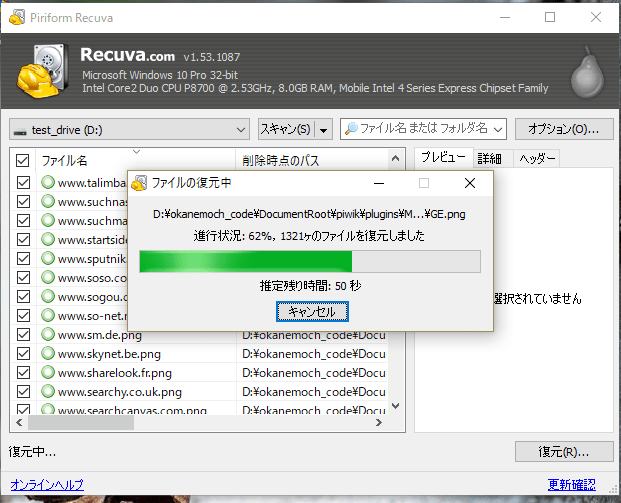 Piriform Recuva
Recuva.com v1.53.1087
Microsoft Windows 10 Pro 32-bit
Intel Core2 Duo CPU P8700 @ 2.53GHz, 8.0GB RAM, Mobile Intel 4 Series Express Chipset Family
test_drive (D:) スキャン(S) ファイル名 または フォルダ名 オプション(O)...
ファイル名 削除時点のパス プレビュー 詳細 ヘッダー
www.talimba
www.suchnas
www.suchma
www.startside
www.sputnik.
www.soso.co
www.sogou.c
www.so-net.n
www.sm.de.png D:¥okanemoch_code¥Docu
www.skynet.be.png D:¥okanemoch_code¥Docu
www.sharelook.fr.png D:¥okanemoch_code¥Docu
www.searchy.co.uk.png D:¥okanemoch_code¥Docu
www.searchcanvas.com.png D:¥okanemoch_code¥Docu
選択されていません
ファイルの復元中
D:¥okanemoch_code¥DocumentRoot¥piwik¥plugins¥M...¥GE.png
進行状況: 62%, 1321ヶのファイルを復元しました
推定残り時間: 50 秒
キャンセル
復元中... 復元(R)...
オンラインヘルプ 更新確認